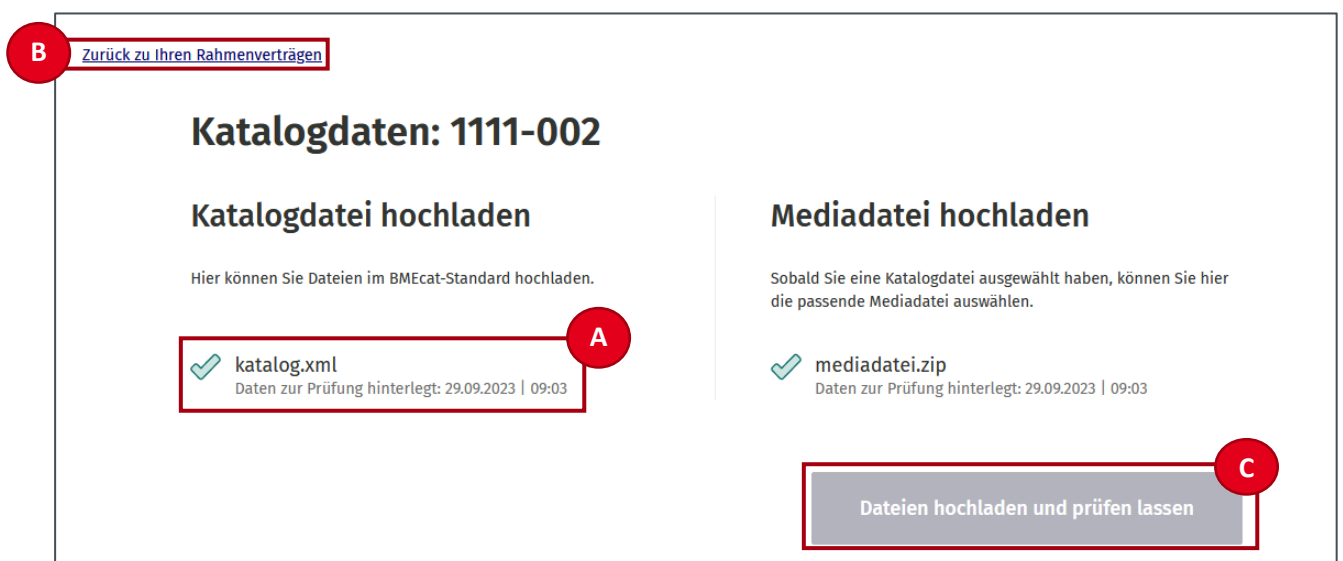 B
Zurück zu Ihren Rahmenverträgen
Katalogdaten: 1111-002
Katalogdatei hochladen
Hier können Sie Dateien im BMEcat-Standard hochladen.
A
katalog.xml
Daten zur Prüfung hinterlegt: 29.09.2023 | 09:03
Mediadatei hochladen
Sobald Sie eine Katalogdatei ausgewählt haben, können Sie hier
die passende Mediadatei auswählen.
mediadatei.zip
Daten zur Prüfung hinterlegt: 29.09.2023 | 09:03
C
Dateien hochladen und prüfen lassen